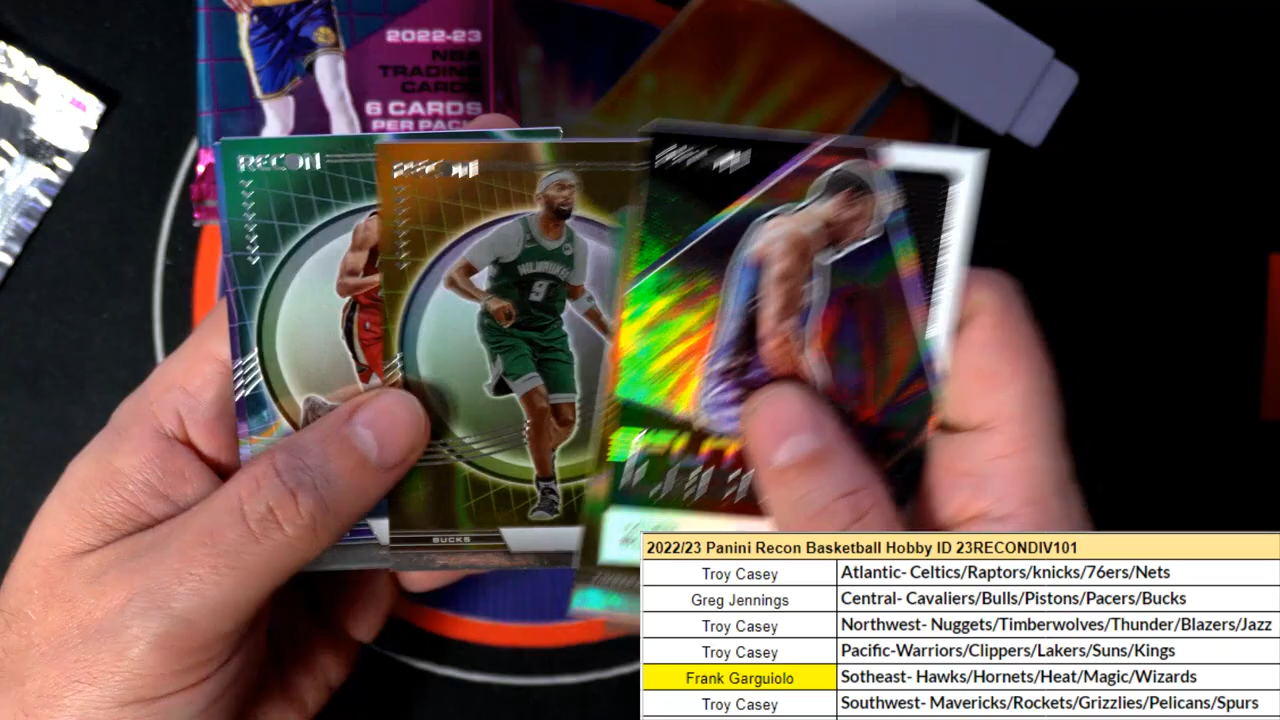 2022-23
NBA
TRADING
CARDS
6 CARDS
PER PACK
RECON
MILWAUKEE
9
BUCKS
2022/23 Panini Recon Basketball Hobby ID 23RECONDIV101
Troy Casey Atlantic- Celtics/Raptors/knicks/76ers/Nets
Greg Jennings Central- Cavaliers/Bulls/Pistons/Pacers/Bucks
Troy Casey Northwest- Nuggets/Timberwolves/Thunder/Blazers/Jazz
Troy Casey Pacific-Warriors/Clippers/Lakers/Suns/Kings
Frank Garguiolo Sotheast- Hawks/Hornets/Heat/Magic/Wizards
Troy Casey Southwest- Mavericks/Rockets/Grizzlies/Pelicans/Spurs